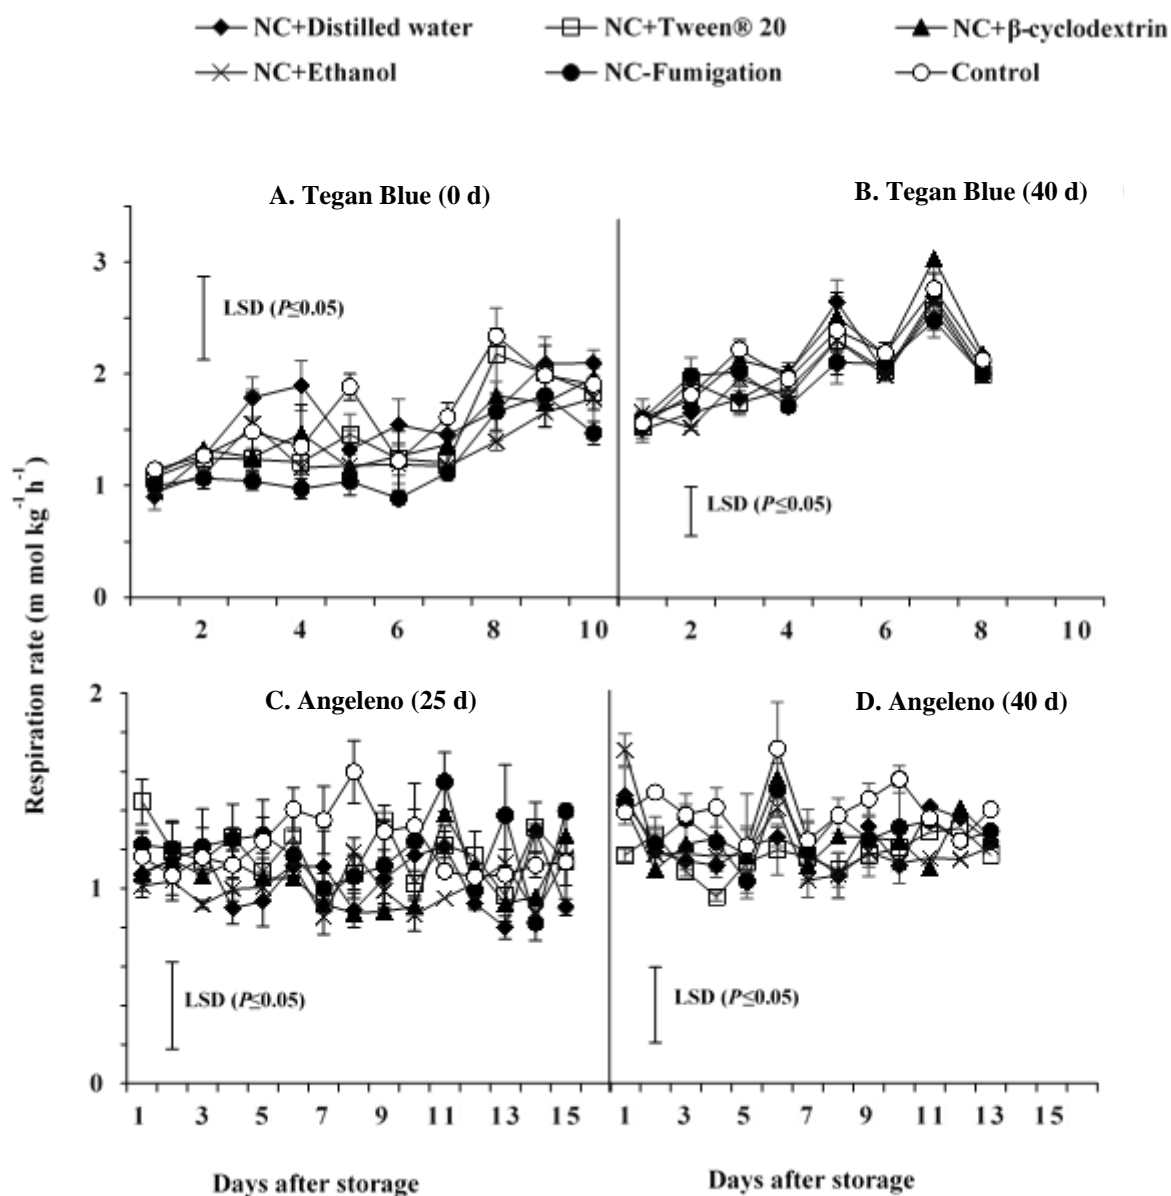 NC+Distilled water NC+Tween® 20 NC+β-cyclodextrin
NC+Ethanol NC-Fumigation Control
A. Tegan Blue (0 d) B. Tegan Blue (40 d)
3
LSD (P≤0.05)
2
1
LSD (P≤0.05)
0
2 4 6 8 10 2 4 6 8 10
Respiration rate (m mol kg⁻¹ h⁻¹)
2
C. Angeleno (25 d) D. Angeleno (40 d)
1
LSD (P≤0.05) LSD (P≤0.05)
0
1 3 5 7 9 11 13 15 1 3 5 7 9 11 13 15
Days after storage Days after storage